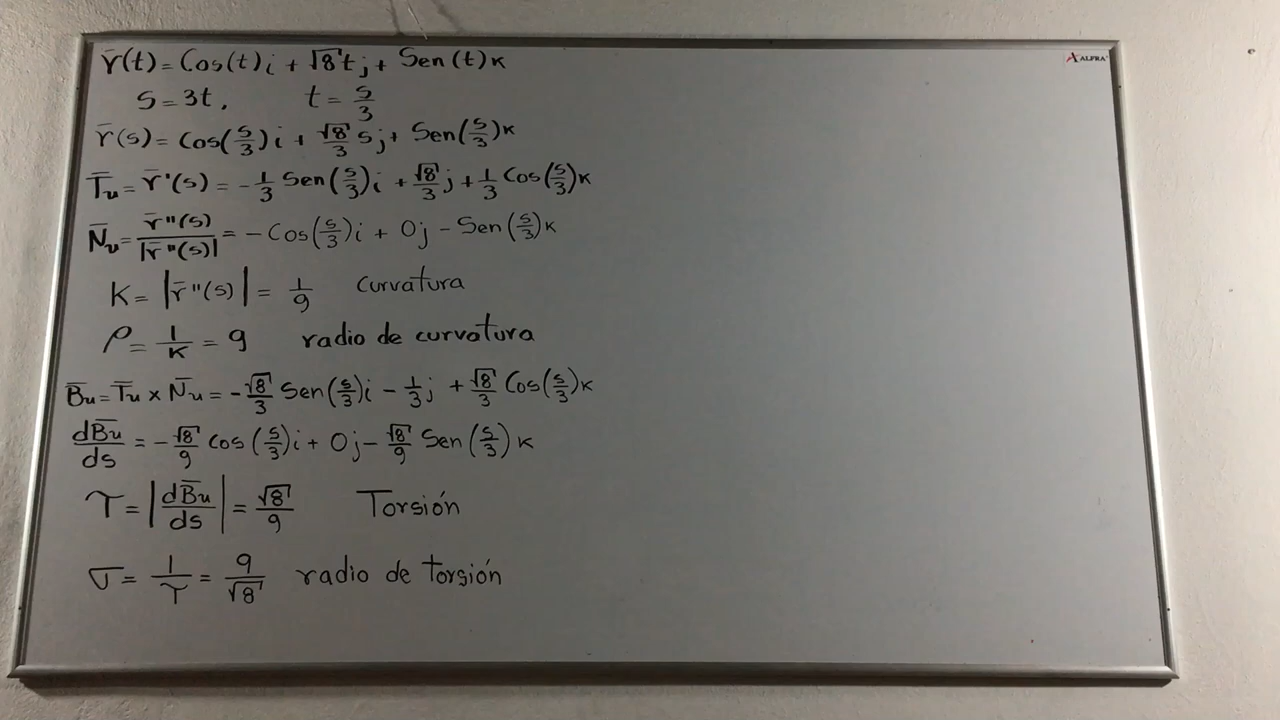 r̄(t) = Cos(t)i + √8 t j + Sen(t)k
ALFRA
S = 3t, t = S/3
r̄(s) = Cos(S/3)i + √8/3 S j + Sen(S/3)k
T̄u = r̄'(s) = -1/3 Sen(S/3)i + √8/3 j + 1/3 Cos(S/3)k
N̄u = r̄''(s)/|r̄''(s)| = -Cos(S/3)i + 0j - Sen(S/3)k
K = |r̄''(s)| = 1/9 Curvatura
ρ = 1/K = 9 radio de curvatura
B̄u = T̄u x N̄u = -√8/3 Sen(S/3)i - 1/3 j + √8/3 Cos(S/3)k
dB̄u/ds = -√8/9 Cos(S/3)i + 0j - √8/9 Sen(S/3)k
τ = |dB̄u/ds| = √8/9 Torsión
σ = 1/τ = 9/√8 radio de torsión